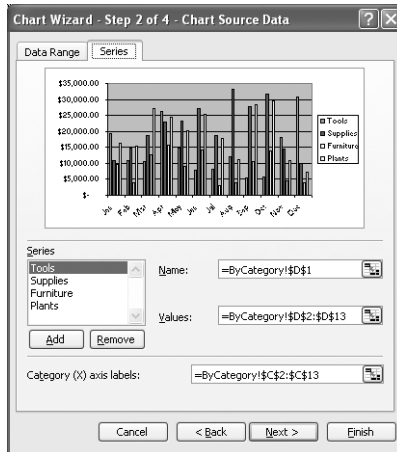 Chart Wizard - Step 2 of 4 - Chart Source Data
Data Range Series
$35,000.00
$30,000.00
$25,000.00
$20,000.00
$15,000.00
$10,000.00
$5,000.00
$-
Jan Feb Mar Apr May Jun Jul Aug Sep Oct Nov Dec
Tools
Supplies
Furniture
Plants
Series
Tools
Supplies
Furniture
Plants
Name: =ByCategory!$D$1
Values: =ByCategory!$D$2:$D$13
Add Remove
Category (X) axis labels: =ByCategory!$C$2:$C$13
Cancel < Back Next > Finish